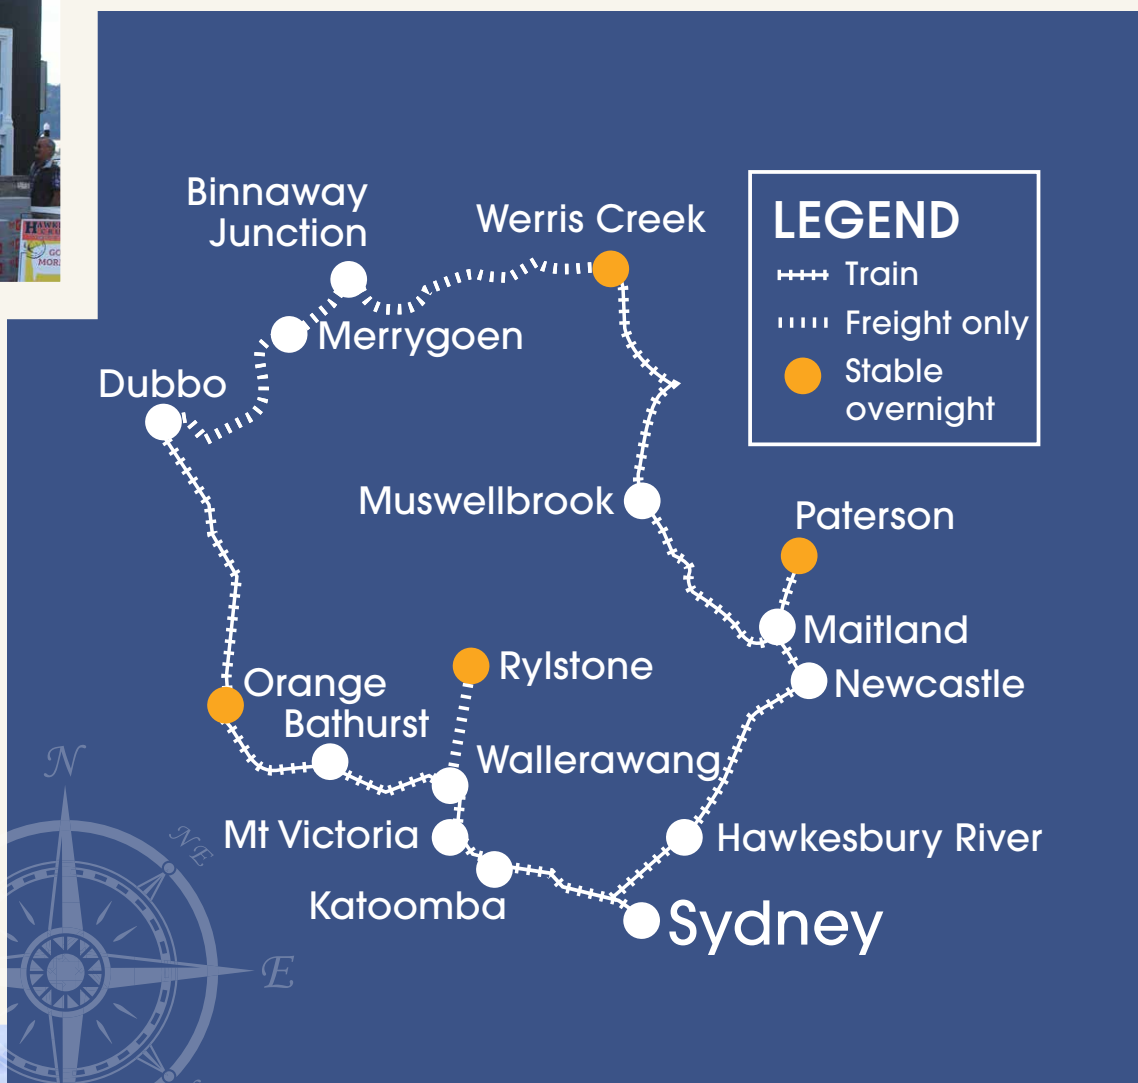 Binnaway
Junction
Werris Creek
LEGEND
Train
Freight only
Stable
overnight
Merrygoen
Dubbo
Muswellbrook
Paterson
Maitland
Newcastle
Rylstone
Orange
Bathurst
Wallerawang
Mt Victoria
Hawkesbury River
Katoomba
Sydney
N
NE
E